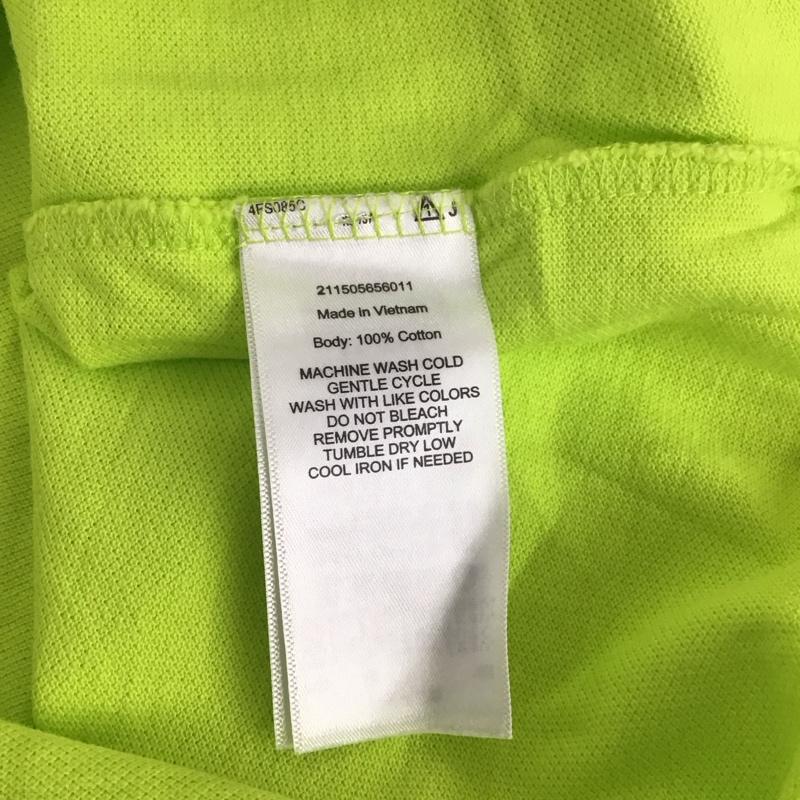 211505656011
Made in Vietnam
Body: 100% Cotton
MACHINE WASH COLD
GENTLE CYCLE
WASH WITH LIKE COLORS
DO NOT BLEACH
REMOVE PROMPTLY
TUMBLE DRY LOW
COOL IRON IF NEEDED